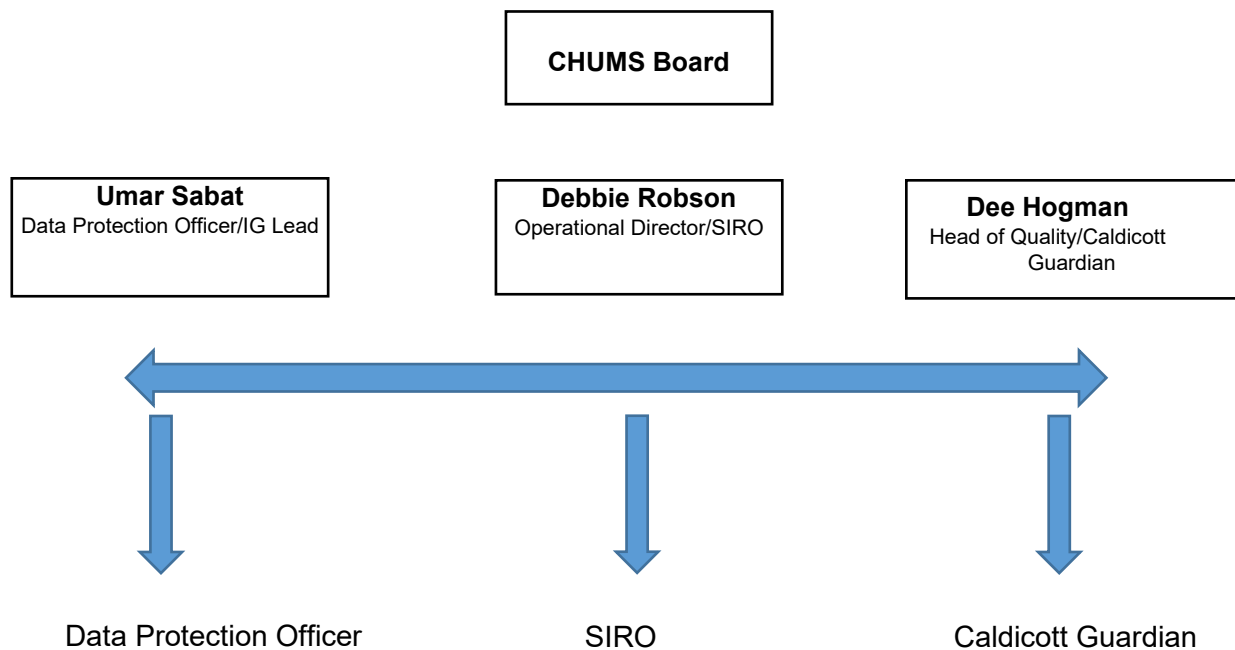 CHUMS Board
Umar Sabat
Data Protection Officer/IG Lead
Debbie Robson
Operational Director/SIRO
Dee Hogman
Head of Quality/Caldicott
Guardian
Data Protection Officer
SIRO
Caldicott Guardian